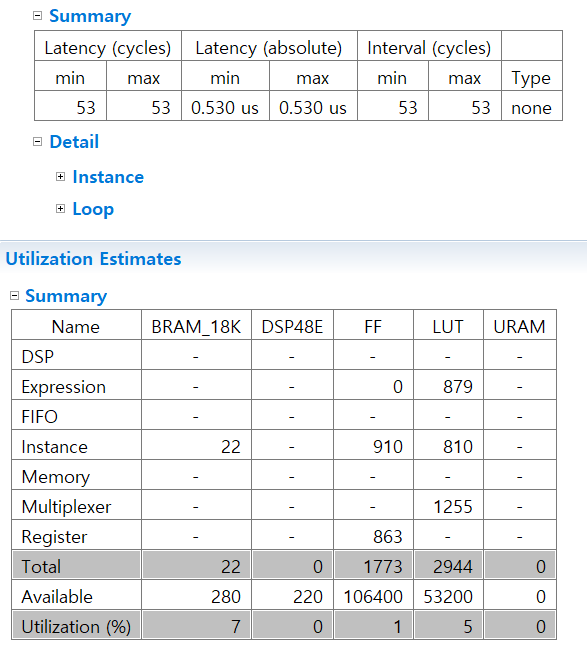 Summary
Latency (cycles) Latency (absolute) Interval (cycles)
min max min max min max Type
53 53 0.530 us 0.530 us 53 53 none
Detail
Instance
Loop
Utilization Estimates
Summary
Name BRAM_18K DSP48E FF LUT URAM
DSP - - - - -
Expression - - 0 879 -
FIFO - - - - -
Instance 22 - 910 810 -
Memory - - - - -
Multiplexer - - - 1255 -
Register - - 863 - -
Total 22 0 1773 2944 0
Available 280 220 106400 53200 0
Utilization (%) 7 0 1 5 0